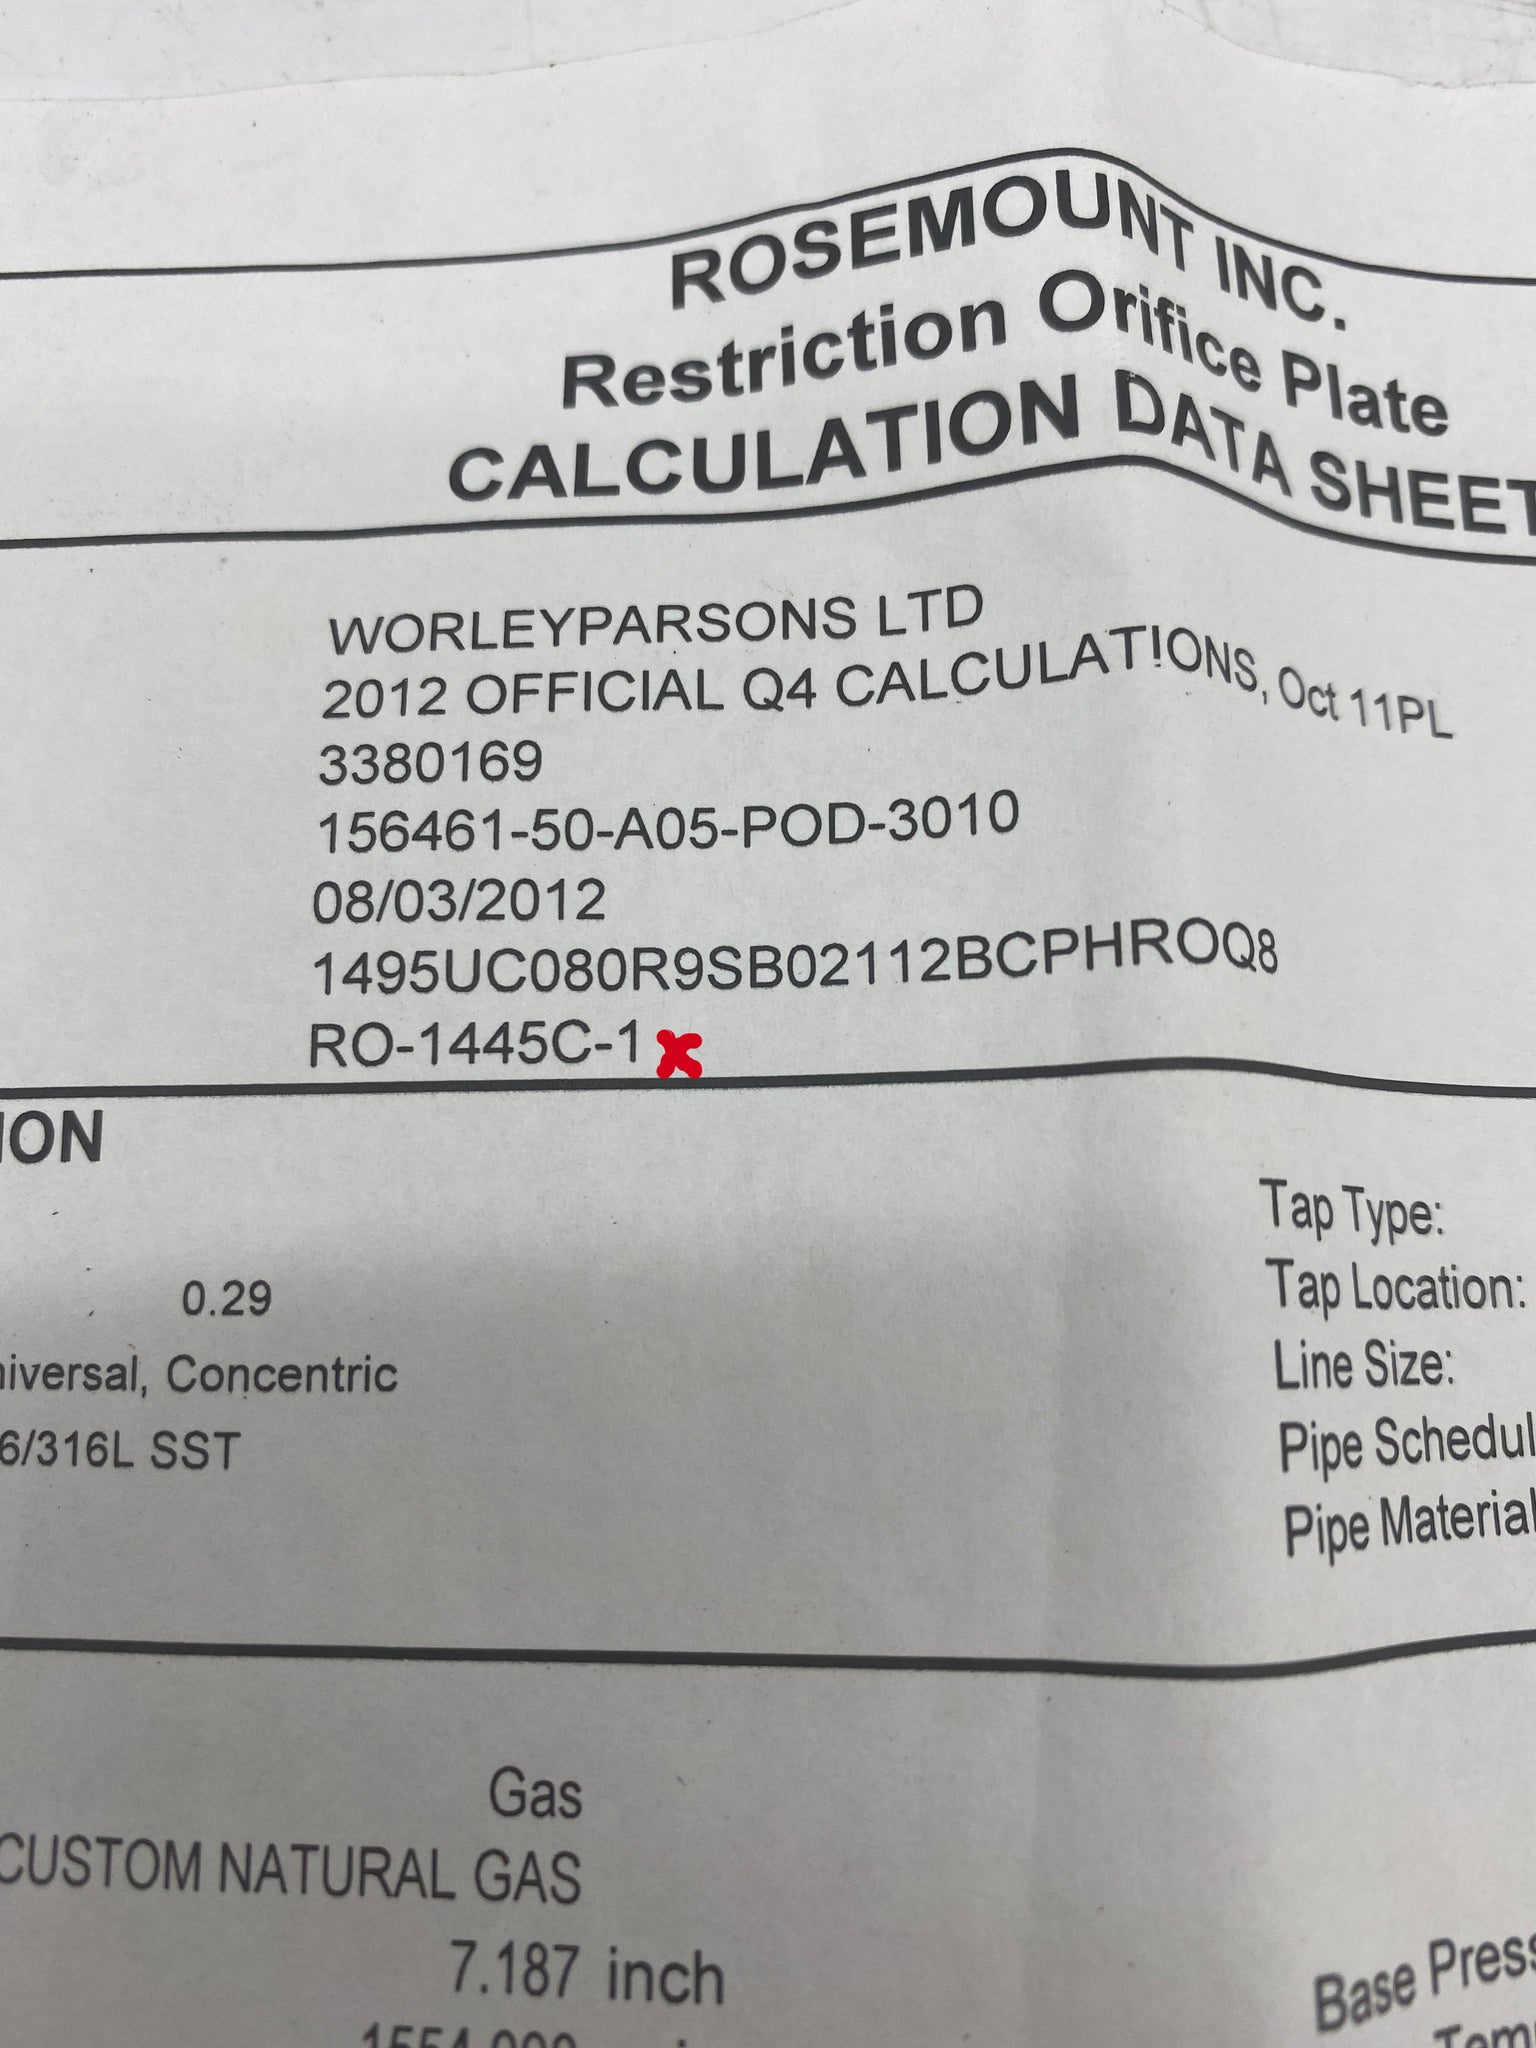 ROSEMOUNT INC.
Restriction Orifice Plate
CALCULATION DATA SHEET
WORLEYPARSONS LTD
2012 OFFICIAL Q4 CALCULATIONS, Oct 11PL
3380169
156461-50-A05-POD-3010
08/03/2012
1495UC080R9SB02112BCPHROQ8
RO-1445C-1
ION
Tap Type:
0.29
Tap Location:
niversal, Concentric
Line Size:
6/316L SST
Pipe Schedul
Pipe Material
Gas
CUSTOM NATURAL GAS
7.187 inch
Base Press